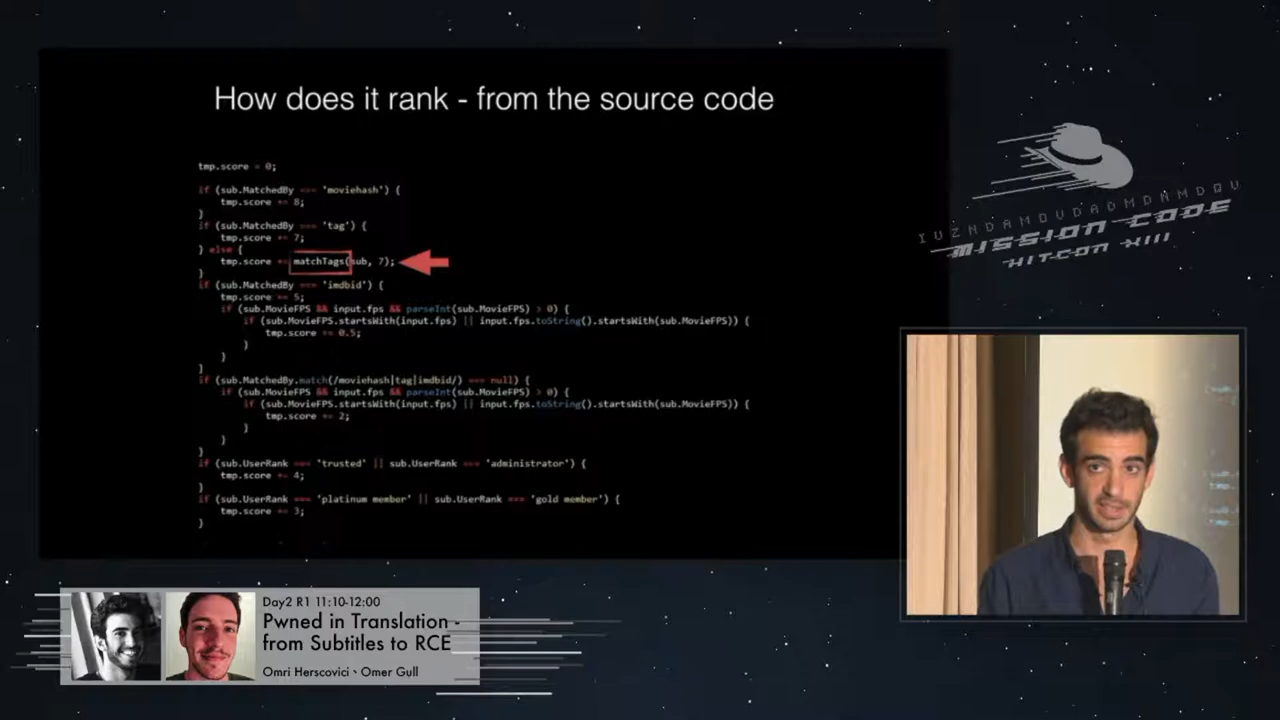 How does it rank - from the source code
tmp.score = 0;
if (sub.MatchedBy === 'moviehash') {
tmp.score += 8;
}
if (sub.MatchedBy === 'tag') {
tmp.score += 7;
} else {
tmp.score += matchTags(sub, 7);
}
if (sub.MatchedBy === 'imdbid') {
tmp.score += 5;
if (sub.MovieFPS && input.fps && parseInt(sub.MovieFPS) > 0) {
if (sub.MovieFPS.startsWith(input.fps) || input.fps.toString().startsWith(sub.MovieFPS)) {
tmp.score += 0.5;
}
}
}
if (sub.MatchedBy.match(/moviehash|tag|imdbid/) === null) {
if (sub.MovieFPS && input.fps && parseInt(sub.MovieFPS) > 0) {
if (sub.MovieFPS.startsWith(input.fps) || input.fps.toString().startsWith(sub.MovieFPS)) {
tmp.score += 2;
}
}
}
if (sub.UserRank === 'trusted' || sub.UserRank === 'administrator') {
tmp.score += 4;
}
if (sub.UserRank === 'platinum member' || sub.UserRank === 'gold member') {
tmp.score += 3;
}
MISSION CODE
HITCON XIII
Day2 R1 11:10-12:00
Pwned in Translation -
from Subtitles to RCE
Omri Herscovici、Omer Gull